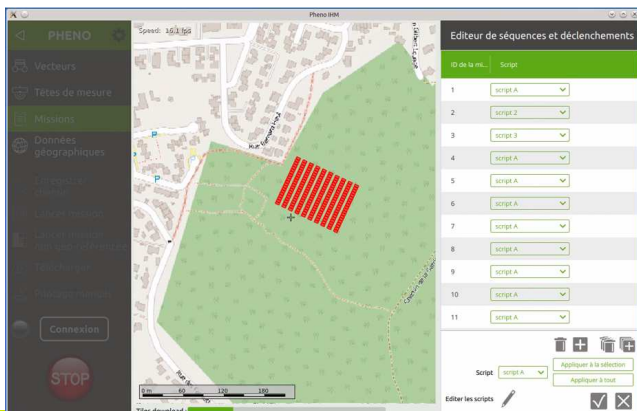 Pheno IHM
PHENO
Vecteurs
Têtes de mesure
Missions
Données
géographiques
Connexion
STOP
Speed: 16.1 fps
P
P
P
0 m 60 120 180
Tiles download
Editeur de séquences et déclenchements
ID de la mi... Script
1 script A
2 script 2
3 script 3
4 script A
5 script A
6 script A
7 script A
8 script A
9 script A
10 script A
11 script A
Script script A
Appliquer à la sélection
Appliquer à tout
Editer les scripts